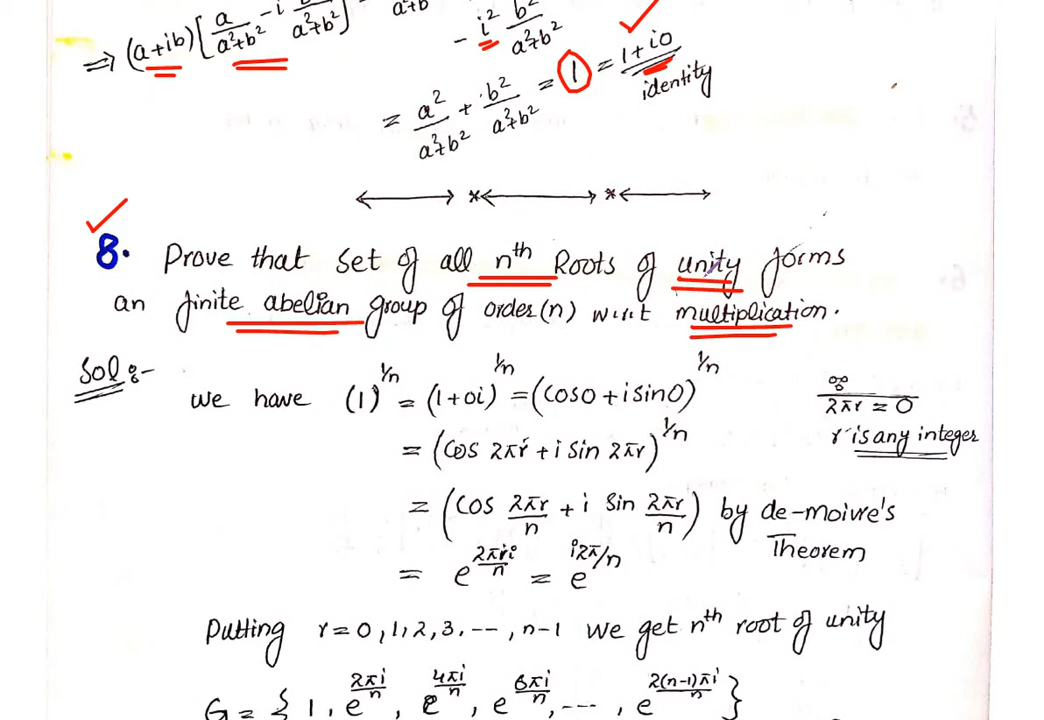 ⇒ (a+ib) [a/a²+b² - i b/a²+b²]
- i² b²/a²+b²
= a²/a²+b² + b²/a²+b² = 1 = 1+i0
identity
8. Prove that set of all nth Roots of unity forms
an finite abelian group of order(n) w.r.t multiplication.
Sol:-
we have (1)^1/n = (1+0i)^1/n = (cos0 + i sin0)^1/n
= (cos 2πr + i sin 2πr)^1/n
∵ 2πr = 0
r is any integer
= (cos 2πr/n + i sin 2πr/n) by de-moivre's
Theorem
= e^2πri/n = e^i2π/n
Putting r = 0,1,2,3,--,n-1 we get nth root of unity
G = { 1, e^2πi/n, e^4πi/n, e^6πi/n, ---, e^2(n-1)πi/n }